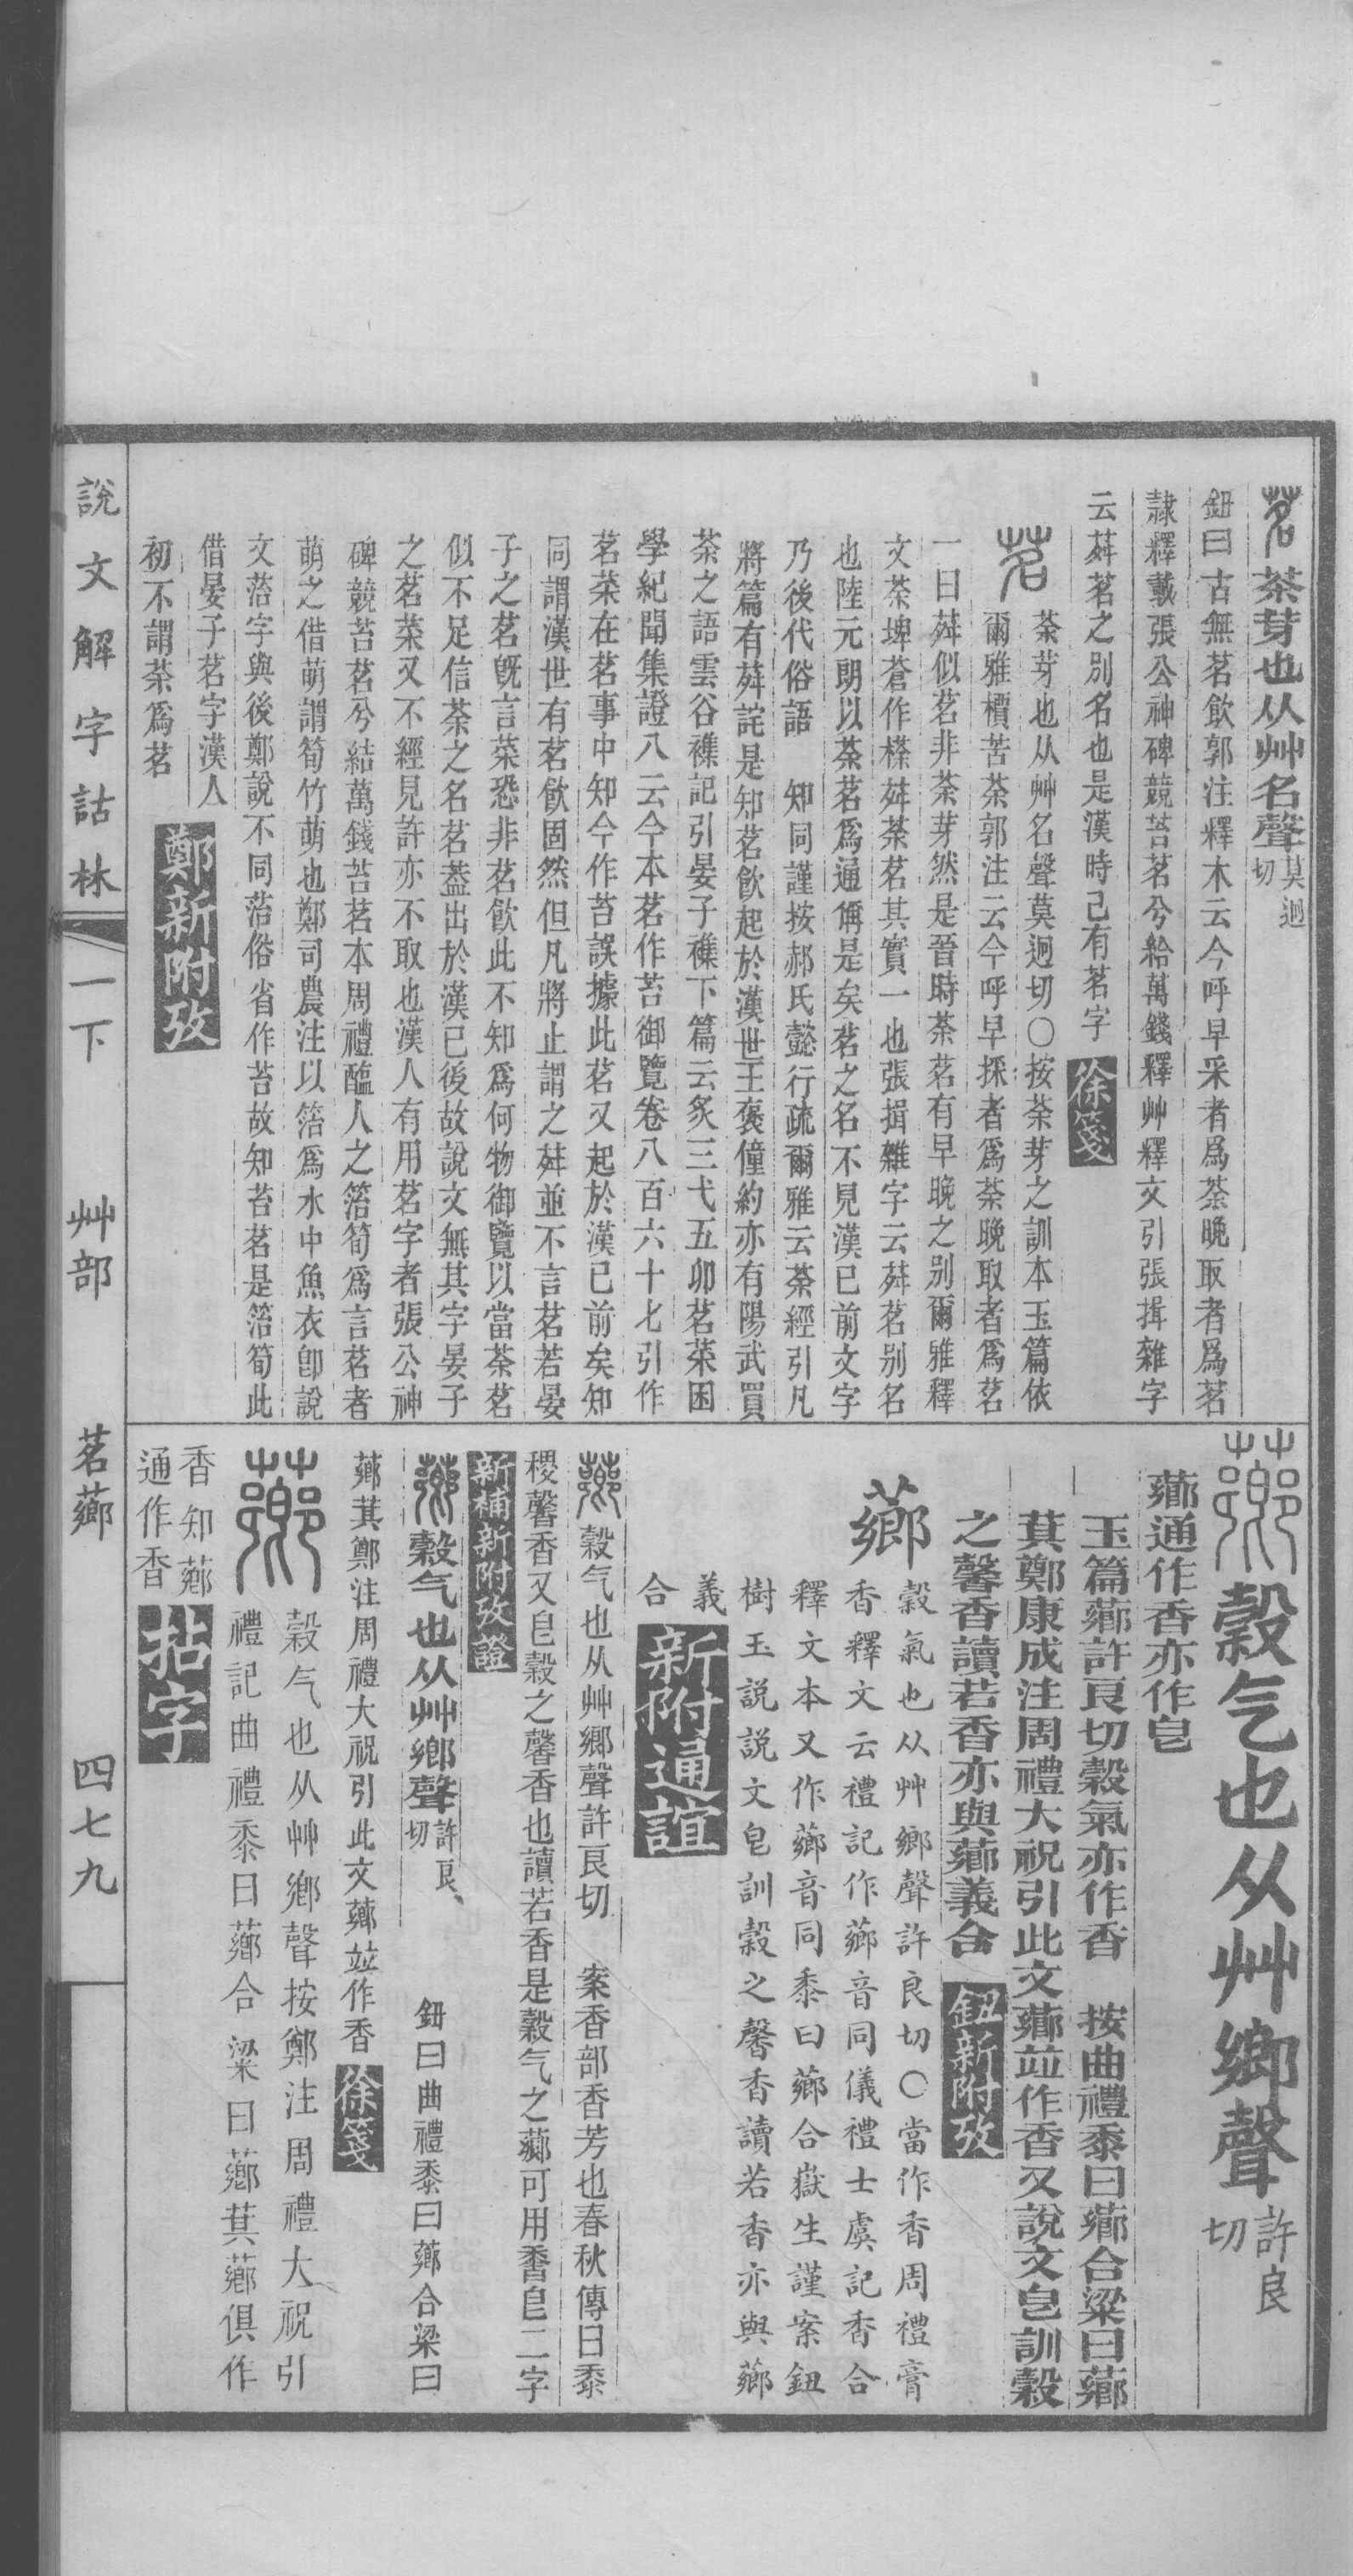 茗茶芽也从艸名聲莫迥切
鈕曰古無茗飲郭注釋木云今呼早采者爲荼晩取者爲茗
隷釋載張公神碑競苔茗兮給萬錢釋艸釋文引張揖雜字
云荈茗之別名也是漢時已有茗字 徐箋
茗 荼芽也从艸名聲莫迥切○按荼芽之訓本玉篇依
爾雅檟苦荼郭注云今呼早採者爲荼晩取者爲茗
一曰荈似茗非荼芽然是晉時荼茗有早晩之別爾雅釋
文荼埤蒼作㯆荈荼茗其實一也張揖雜字云荈茗別名
也陸元朗以荼茗爲通偁是矣茗之名不見漢已前文字
乃後代俗語 知同謹按郝氏懿行疏爾雅云荼經引凡
將篇有荈詫是知茗飮起於漢世王褒僮約亦有陽武買
荼之語雲谷襍記引晏子襍下篇云炙三弋五卵茗菜困
學紀聞集證八云今本茗作苔御覽卷八百六十七引作
茗菜在茗事中知今作苔誤據此茗又起於漢已前矣知
同謂漢世有茗飮固然但凡將止謂之荈並不言茗若晏
子之茗旣言菜恐非茗飮此不知爲何物御覽以當荼茗
似不足信荼之名茗葢出於漢已後故說文無其字晏子
之茗菜又不經見許亦不取也漢人有用茗字者張公神
碑競苔茗兮結萬錢苔茗本周禮醢人之箈筍爲言茗者
萌之借萌謂筍竹萌也鄭司農注以箈爲水中魚衣卽說
文菭字與後鄭說不同菭俗省作苔故知苔茗是箈筍此
借晏子茗字漢人
初不謂荼爲茗 鄭新附攷
薌穀气也从艸鄉聲許良切
薌通作香亦作皀
玉篇薌許良切穀氣亦作香 按曲禮黍曰薌合粱曰薌
萁鄭康成注周禮大祝引此文薌竝作香又說文皀訓穀
之馨香讀若香亦與薌義合 鈕新附攷
薌 穀氣也从艸鄉聲許良切○當作香周禮膏
香釋文云禮記作薌音同儀禮士虞記香合
釋文本又作薌音同黍曰薌合嶽生謹案鈕
樹玉説説文皀訓穀之馨香讀若香亦與薌
義
合 新附通誼
薌穀气也从艸鄉聲許良切 案香部香芳也春秋傳曰黍
稷馨香又皀穀之馨香也讀若香是穀气之薌可用香皀二字
新補新附攷證
薌穀气也从艸鄉聲許良切 鈕曰曲禮黍曰薌合粱曰
薌萁鄭注周禮大祝引此文薌竝作香 徐箋
薌 穀气也从艸鄉聲按鄭注周禮大祝引
禮記曲禮黍曰薌合粱曰薌萁薌俱作
香知薌
通作香 拈字
說文解字詁林 一下 艸部 茗薌 四七九